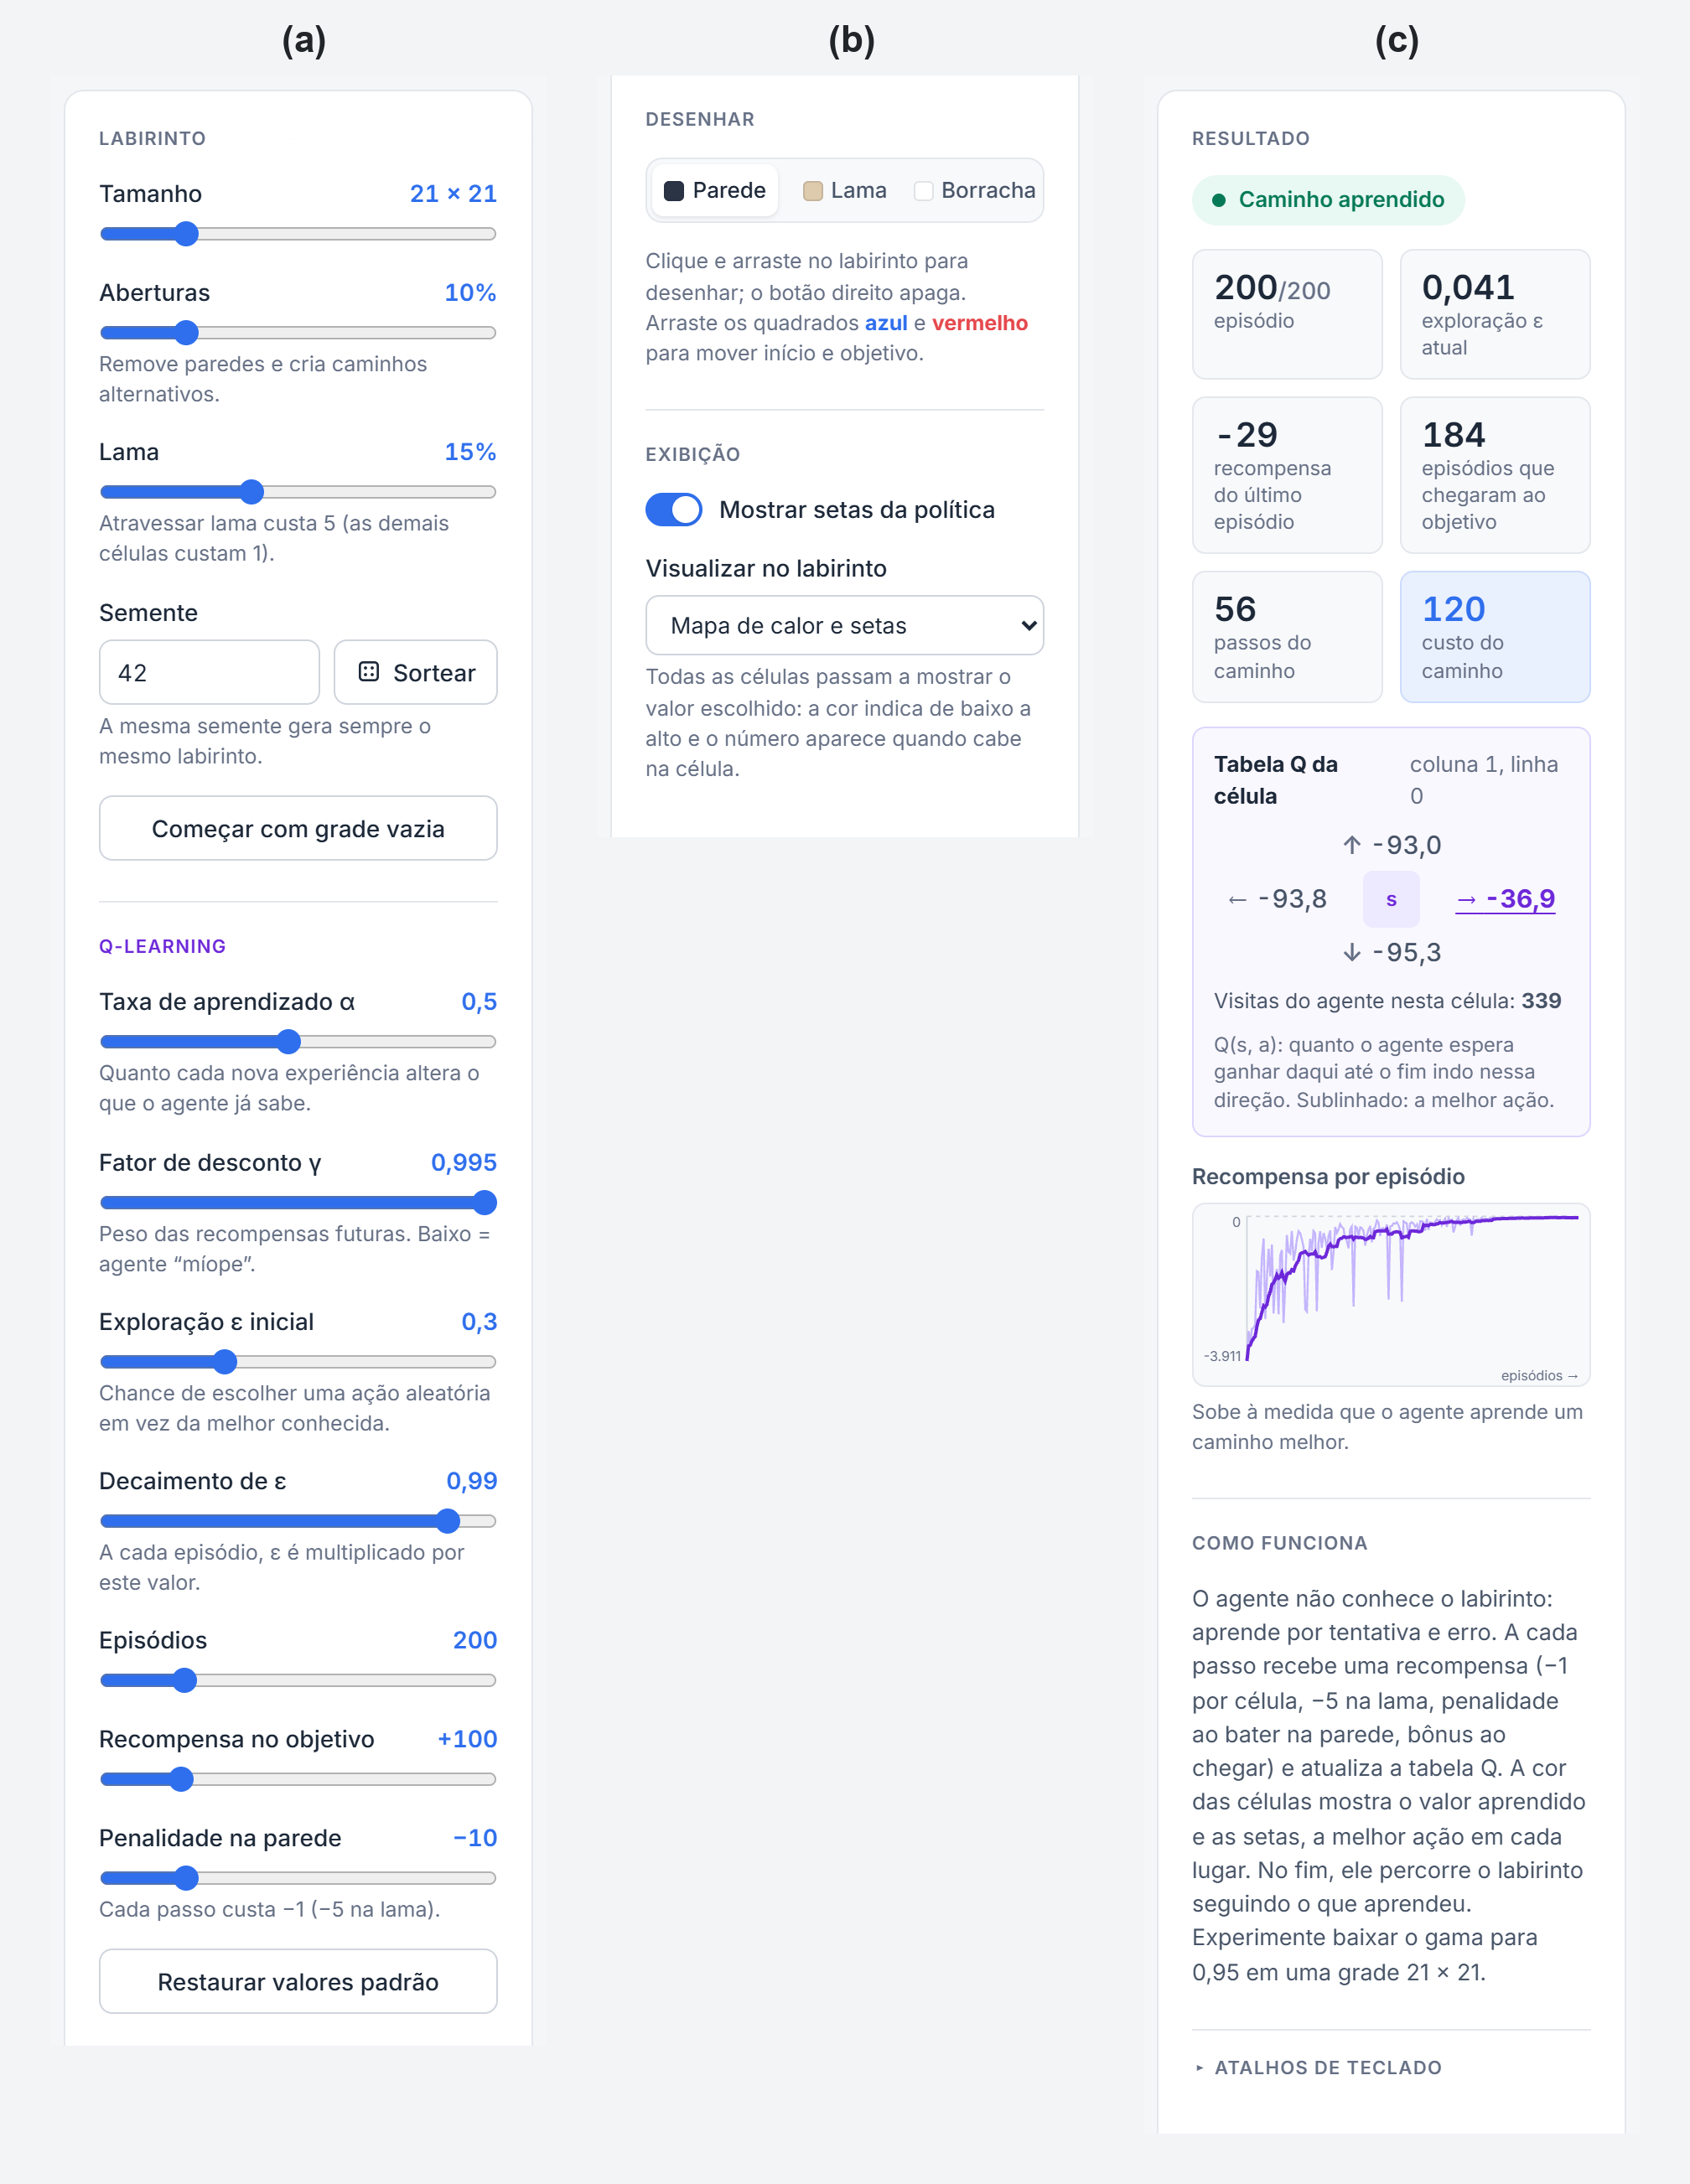 (a)
LABIRINTO
Tamanho 21 × 21
Aberturas 10%
Remove paredes e cria caminhos
alternativos.
Lama 15%
Atravessar lama custa 5 (as demais
células custam 1).
Semente
42 Sortear
A mesma semente gera sempre o
mesmo labirinto.
Começar com grade vazia
Q-LEARNING
Taxa de aprendizado α 0,5
Quanto cada nova experiência altera o
que o agente já sabe.
Fator de desconto γ 0,995
Peso das recompensas futuras. Baixo =
agente “míope”.
Exploração ε inicial 0,3
Chance de escolher uma ação aleatória
em vez da melhor conhecida.
Decaimento de ε 0,99
A cada episódio, ε é multiplicado por
este valor.
Episódios 200
Recompensa no objetivo +100
Penalidade na parede −10
Cada passo custa −1 (−5 na lama).
Restaurar valores padrão
(b)
DESENHAR
Parede Lama Borracha
Clique e arraste no labirinto para
desenhar; o botão direito apaga.
Arraste os quadrados azul e vermelho
para mover início e objetivo.
EXIBIÇÃO
Mostrar setas da política
Visualizar no labirinto
Mapa de calor e setas
Todas as células passam a mostrar o
valor escolhido: a cor indica de baixo a
alto e o número aparece quando cabe
na célula.
(c)
RESULTADO
Caminho aprendido
200/200
episódio
0,041
exploração ε
atual
-29
recompensa
do último
episódio
184
episódios que
chegaram ao
objetivo
56
passos do
caminho
120
custo do
caminho
Tabela Q da
célula
coluna 1, linha
0
↑ -93,0
← -93,8 s → -36,9
↓ -95,3
Visitas do agente nesta célula: 339
Q(s, a): quanto o agente espera
ganhar daqui até o fim indo nessa
direção. Sublinhado: a melhor ação.
Recompensa por episódio
0
-3.911
episódios →
Sobe à medida que o agente aprende um
caminho melhor.
COMO FUNCIONA
O agente não conhece o labirinto:
aprende por tentativa e erro. A cada
passo recebe uma recompensa (−1
por célula, −5 na lama, penalidade
ao bater na parede, bônus ao
chegar) e atualiza a tabela Q. A cor
das células mostra o valor aprendido
e as setas, a melhor ação em cada
lugar. No fim, ele percorre o labirinto
seguindo o que aprendeu.
Experimente baixar o gama para
0,95 em uma grade 21 × 21.
▸ ATALHOS DE TECLADO